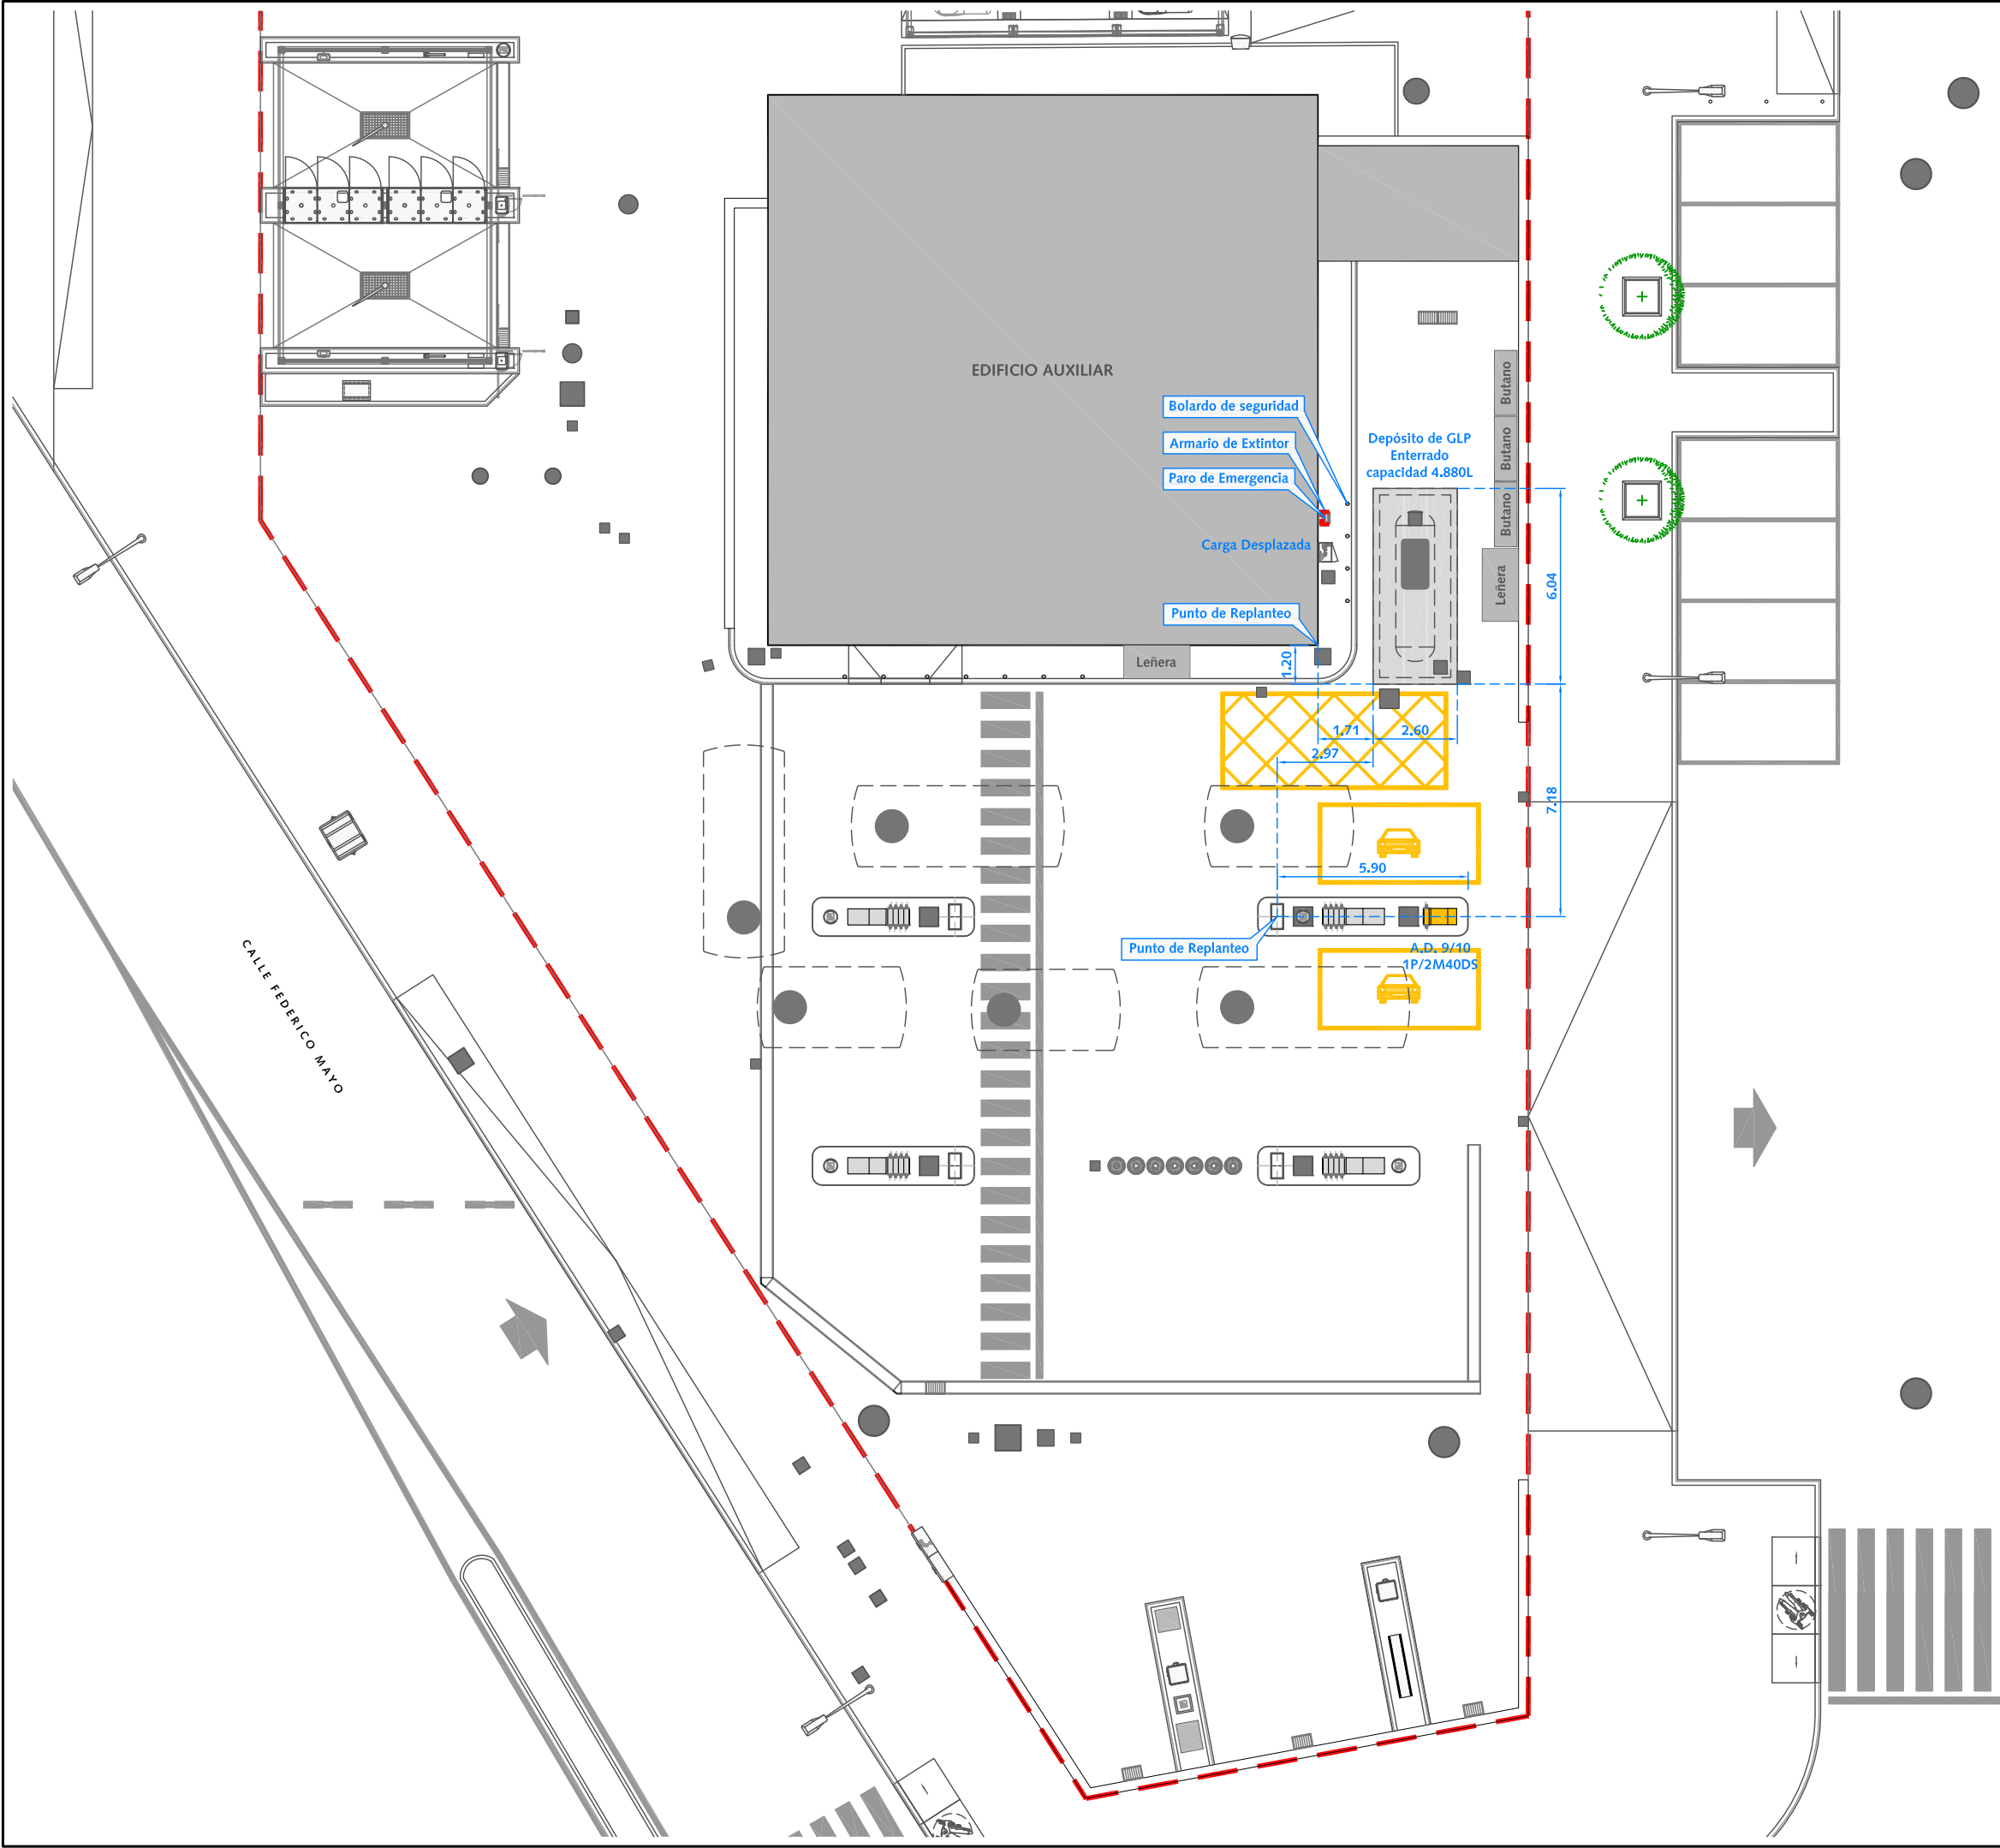 EDIFICIO AUXILIAR
Bolardo de seguridad
Armario de Extintor
Paro de Emergencia
Carga Desplazada
Punto de Replanteo
Depósito de GLP
Enterrado
capacidad 4.880L
Butano
Butano
Butano
Leñera
6.04
Leñera
1.20
1.71
2.60
2.97
7.18
5.90
Punto de Replanteo
A.D. 9/10
1P/2M40DS
CALLE FEDERICO MAYO